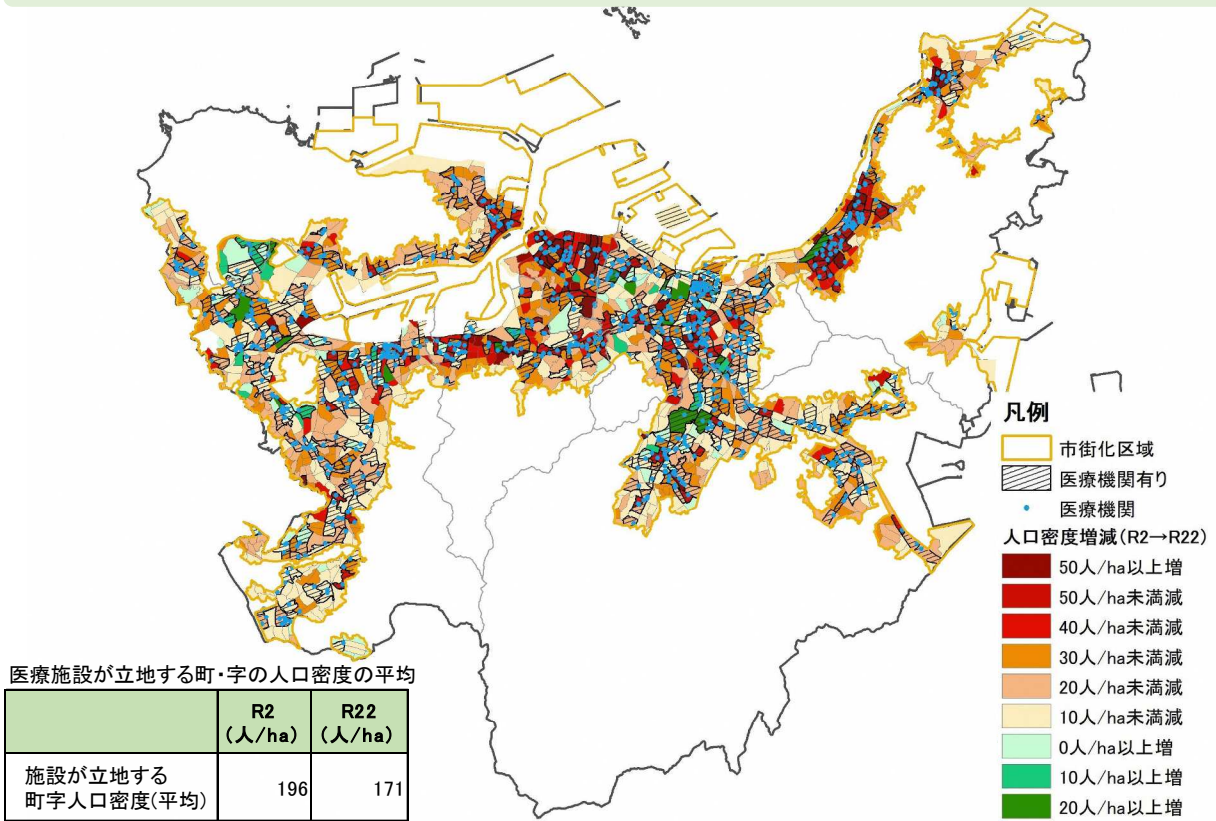 凡例
市街化区域
医療機関有り
医療機関
人口密度増減(R2→R22)
50人/ha以上増
50人/ha未満減
40人/ha未満減
30人/ha未満減
20人/ha未満減
10人/ha未満減
0人/ha以上増
10人/ha以上増
20人/ha以上増
医療施設が立地する町・字の人口密度の平均
R2 R22
(人/ha) (人/ha)
施設が立地する
町字人口密度(平均) 196 171